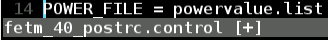 14 POWER_FILE = powervalue.list
fetm_40_postrc.control [+]